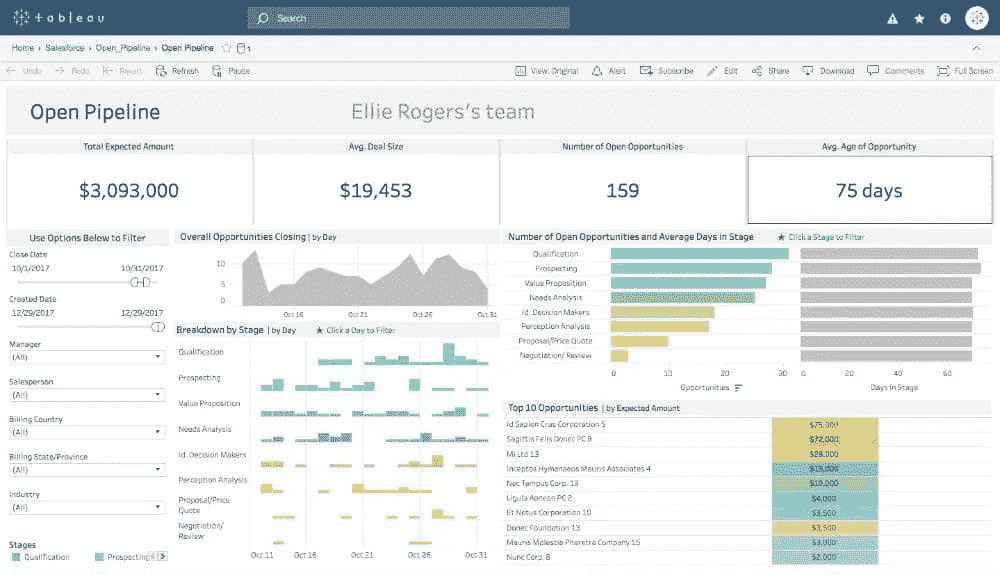 tableau
Search
Home › Salesforce › Open_Pipeline › Open Pipeline 1
Undo Redo Revert Refresh Pause View: Original Alert Subscribe Edit Share Download Comments Full Screen
Open Pipeline Ellie Rogers's team
Total Expected Amount Avg. Deal Size Number of Open Opportunities Avg. Age of Opportunity
$3,093,000 $19,453 159 75 days
Use Options Below to Filter
Close Date
10/1/2017 10/31/2017
Created Date
12/29/2017 12/29/2017
Manager
(All)
Salesperson
(All)
Billing Country
(All)
Billing State/Province
(All)
Industry
(All)
Stages
Qualification Prospecting
Overall Opportunities Closing | by Day
10
5
0
Oct 16 Oct 21 Oct 26 Oct 31
Breakdown by Stage | by Day ★ Click a Day to Filter
Qualification
Prospecting
Value Proposition
Needs Analysis
Id. Decision Makers
Perception Analysis
Proposal/Price
Quote
Negotiation/
Review
Oct 11 Oct 16 Oct 21 Oct 26 Oct 31
Number of Open Opportunities and Average Days in Stage ★ Click a Stage to Filter
Qualification
Prospecting
Value Proposition
Needs Analysis
Id. Decision Makers
Perception Analysis
Proposal/Price Quote
Negotiation/ Review
0 10 20 30 0 20 40 60
Opportunities Days in Stage
Top 10 Opportunities | by Expected Amount
Id Sapien Cras Corporation 5 $75,000
Sagittis Felis Donec PC 8 $72,000
Mi Ltd 13 $28,000
Inceptos Hymenaeos Mauris Associates 4
Nec Tempus Corp. 13 $10,000
Ligula Aenean PC 2 $4,000
Et Netus Corporation 10 $3,500
Donec Foundation 13 $3,500
Mauris Molestie Pharetra Company 15 $3,000
Nunc Corp. 8 $2,000